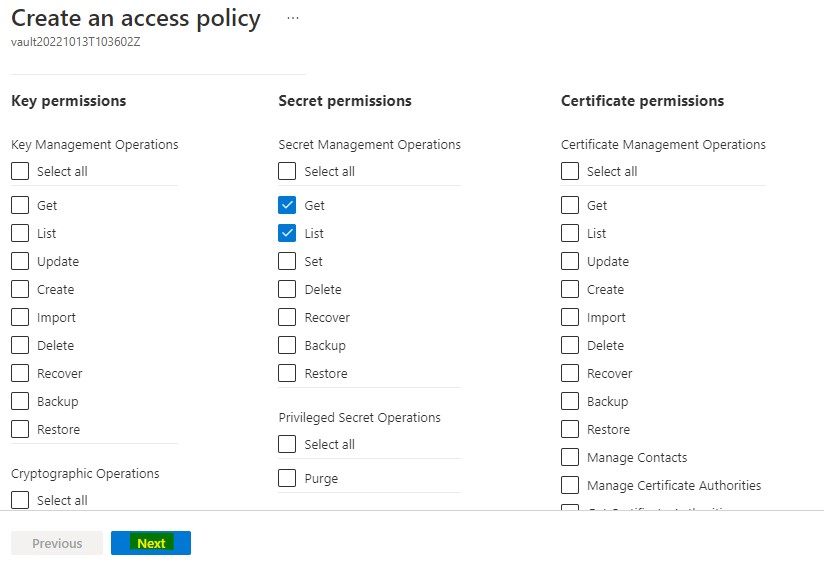 Create an access policy ...
vault20221013T103602Z
Key permissions
Key Management Operations
Select all
Get
List
Update
Create
Import
Delete
Recover
Backup
Restore
Cryptographic Operations
Select all
Secret permissions
Secret Management Operations
Select all
Get
List
Set
Delete
Recover
Backup
Restore
Privileged Secret Operations
Select all
Purge
Certificate permissions
Certificate Management Operations
Select all
Get
List
Update
Create
Import
Delete
Recover
Backup
Restore
Manage Contacts
Manage Certificate Authorities
Previous
Next